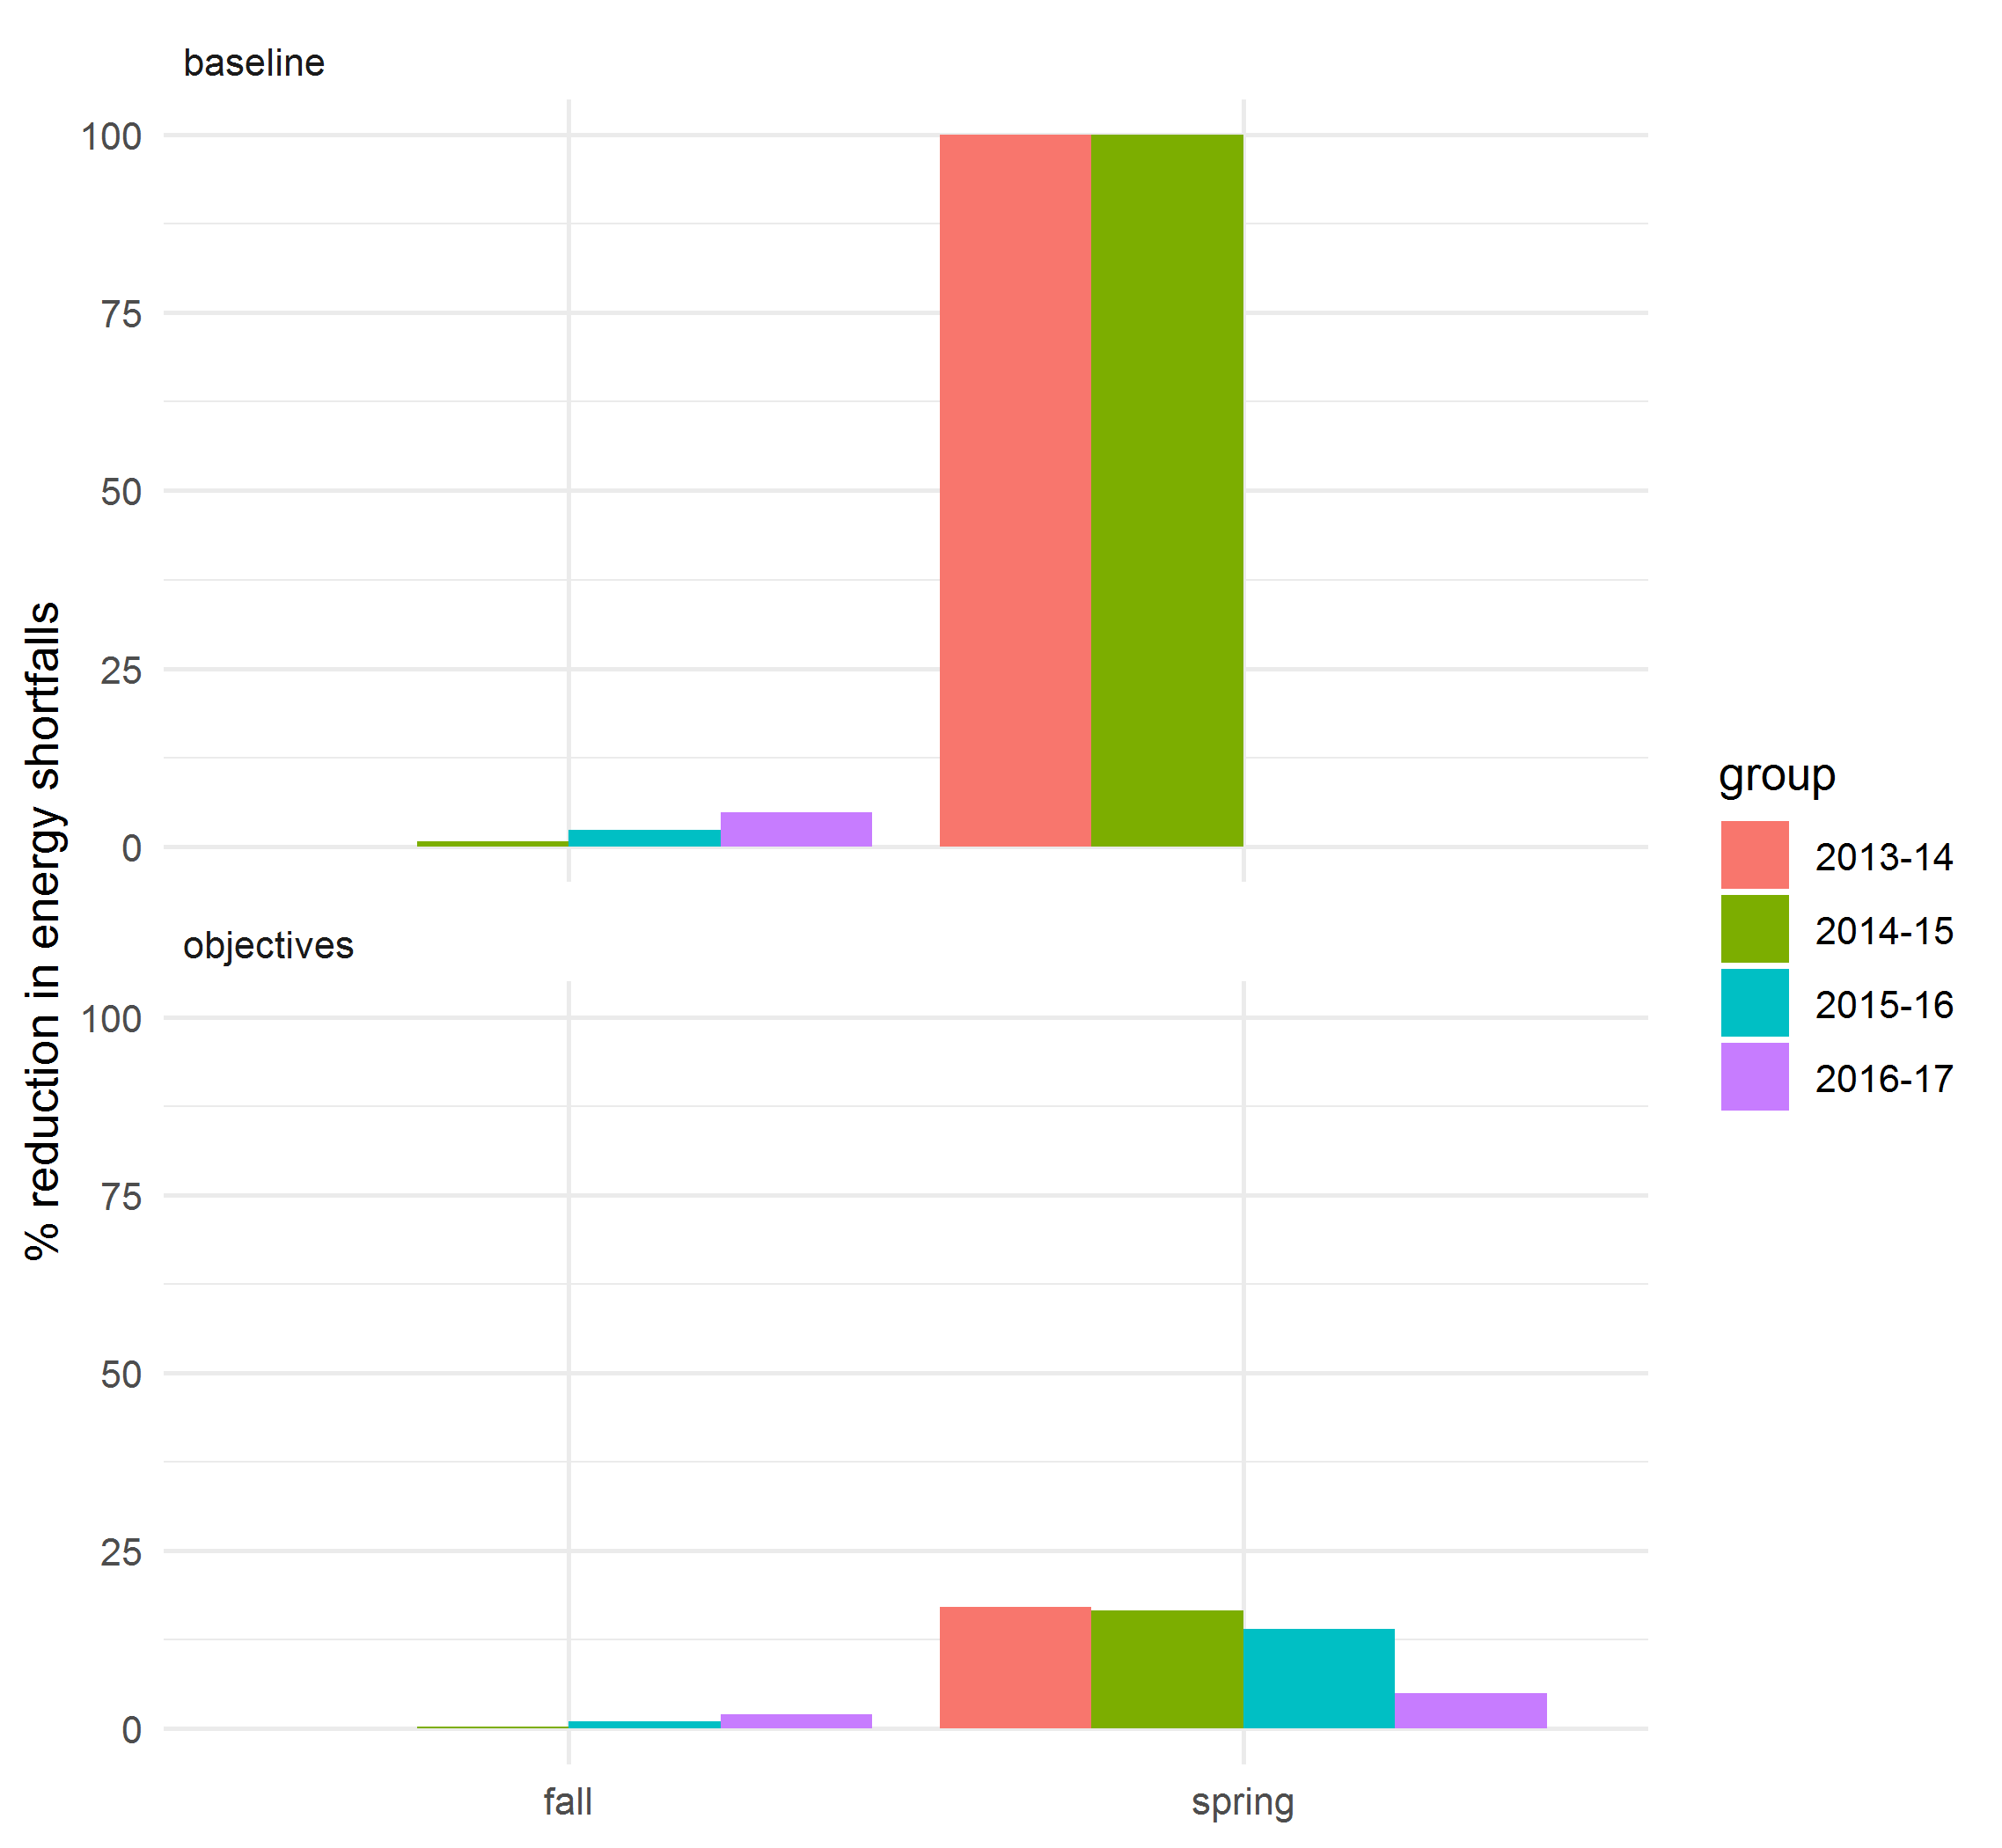 baseline
100
75
50
25
0
objectives
100
75
50
25
0
fall spring
% reduction in energy shortfalls
group
2013-14
2014-15
2015-16
2016-17